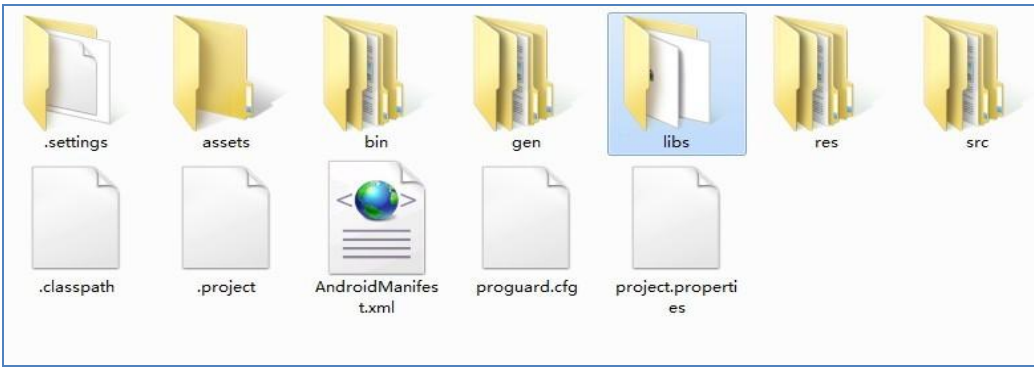 .settings
assets
bin
gen
libs
res
src
.classpath
.project
AndroidManifes
t.xml
proguard.cfg
project.properti
es